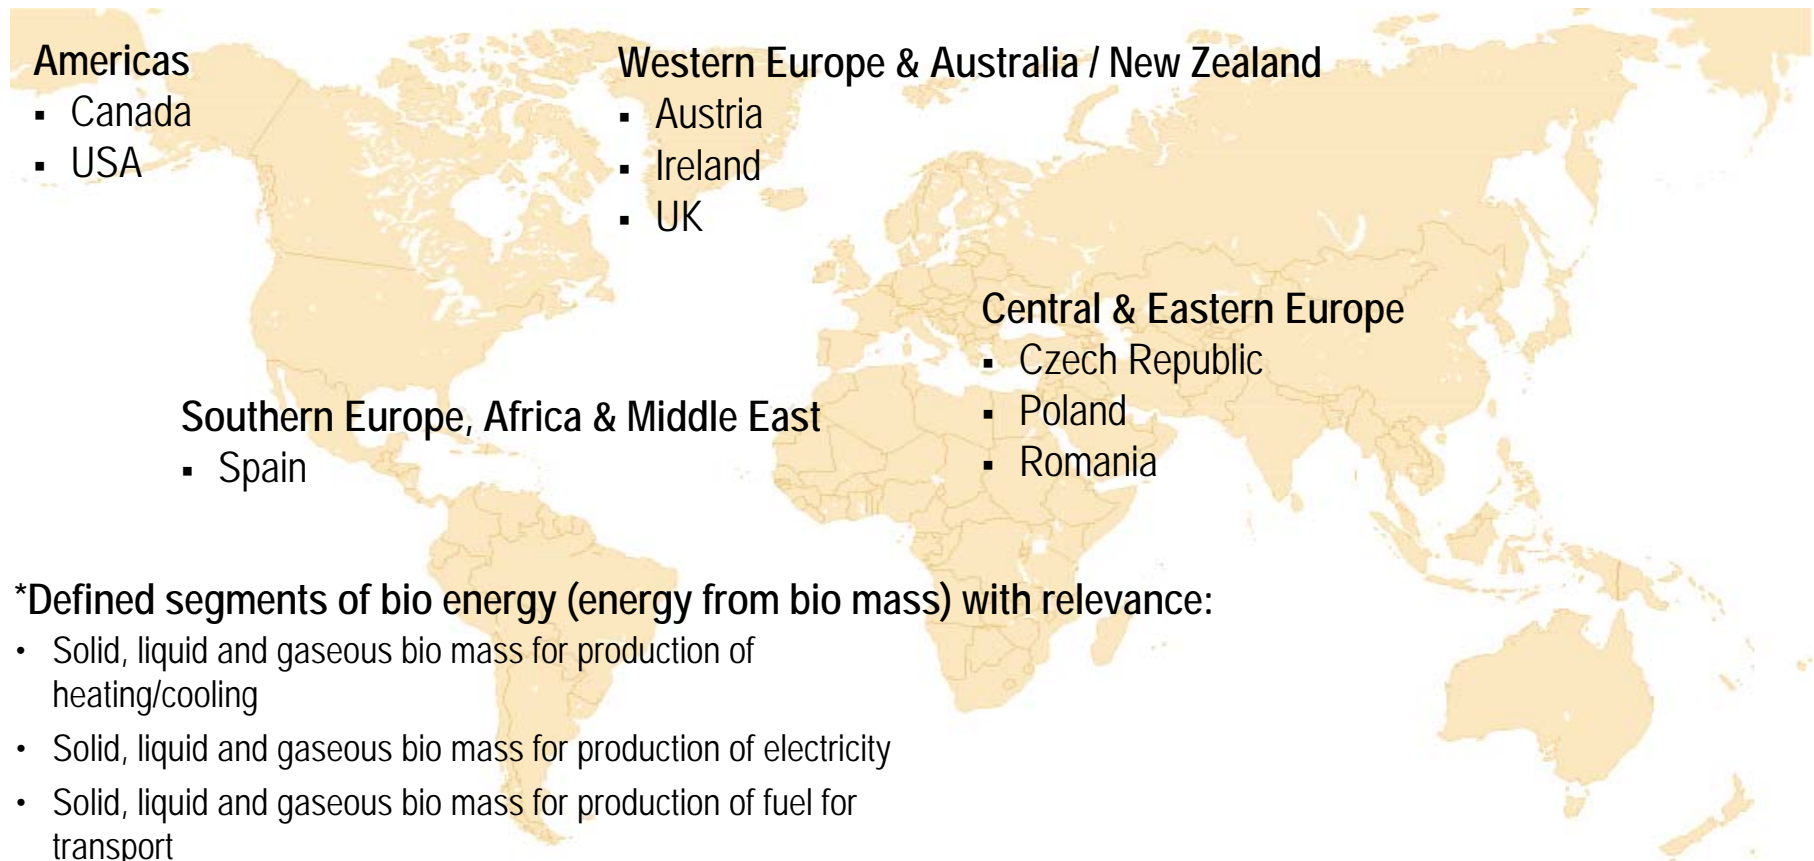 Americas
▪ Canada
▪ USA
Western Europe & Australia / New Zealand
▪ Austria
▪ Ireland
▪ UK
Central & Eastern Europe
▪ Czech Republic
▪ Poland
▪ Romania
Southern Europe, Africa & Middle East
▪ Spain
*Defined segments of bio energy (energy from bio mass) with relevance:
• Solid, liquid and gaseous bio mass for production of
heating/cooling
• Solid, liquid and gaseous bio mass for production of electricity
• Solid, liquid and gaseous bio mass for production of fuel for
transport